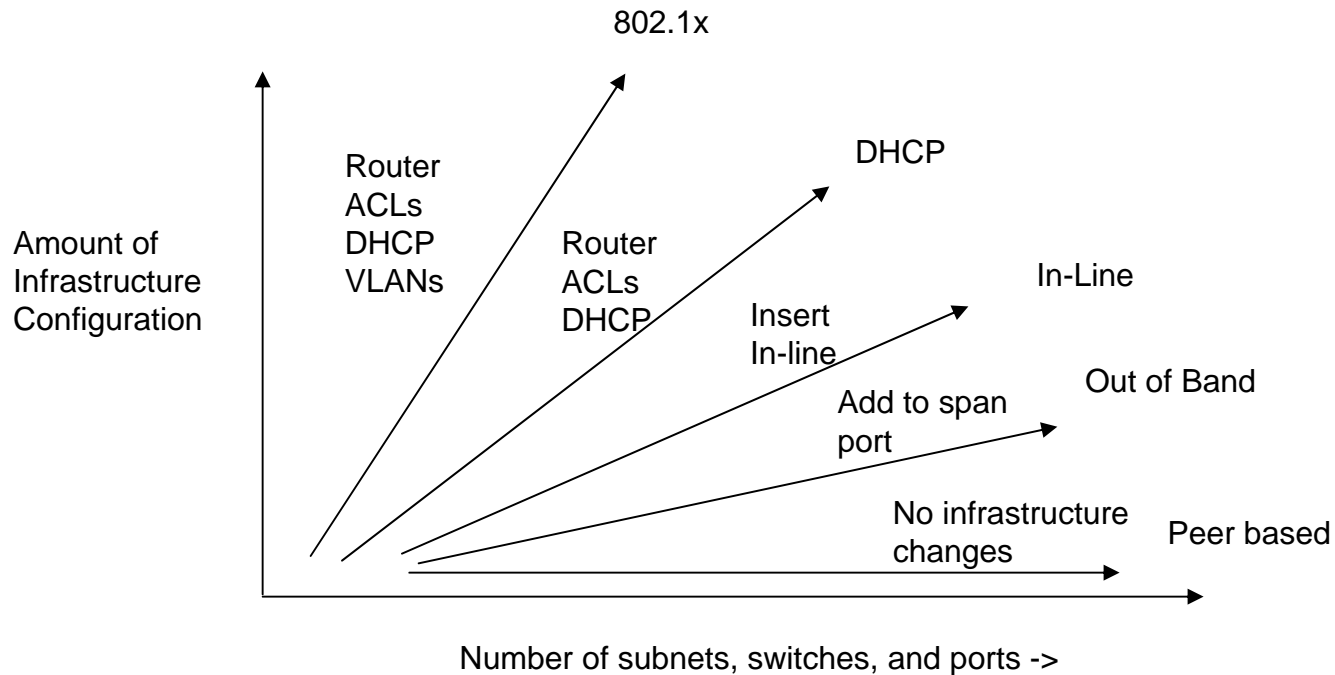 802.1x
Router
ACLs
DHCP
VLANs
DHCP
Router
ACLs
DHCP
Amount of
Infrastructure
Configuration
In-Line
Insert
In-line
Out of Band
Add to span
port
No infrastructure
changes
Peer based
Number of subnets, switches, and ports ->